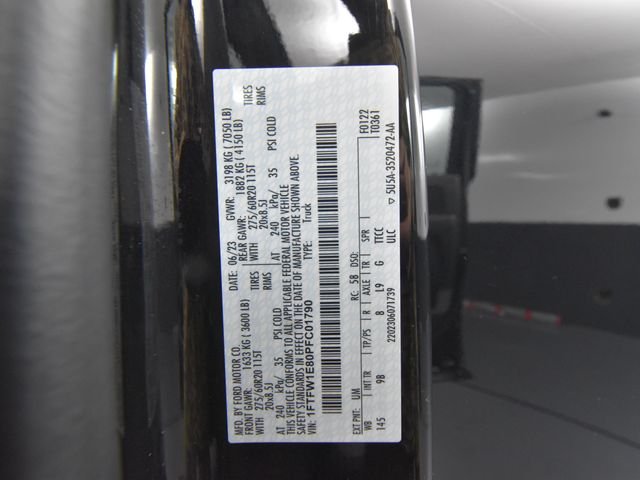 MFD. BY FORD MOTOR CO.
DATE: 06/23 GVWR: 3198 KG ( 7050 LB)
FRONT GAWR: 1633 KG ( 3600 LB) REAR GAWR: 1882 KG ( 4150 LB)
WITH 275/60R20 115T TIRES WITH 275/60R20 115T TIRES
20x8.5J RIMS 20x8.5J RIMS
AT 240 kPa/ 35 PSI COLD AT 240 kPa/ 35 PSI COLD
THIS VEHICLE CONFORMS TO ALL APPLICABLE FEDERAL MOTOR VEHICLE
SAFETY STANDARDS IN EFFECT ON THE DATE OF MANUFACTURE SHOWN ABOVE.
VIN: 1FTFW1E80PFC01790 TYPE: Truck
EXT PNT: UM RC: 5B DSO: F0122
WB INT TR TP/PS R AXLE TR SPR T0361
145 9B B L9 G TTCC
ULC
2202306071739 5U5A-3520472-AA